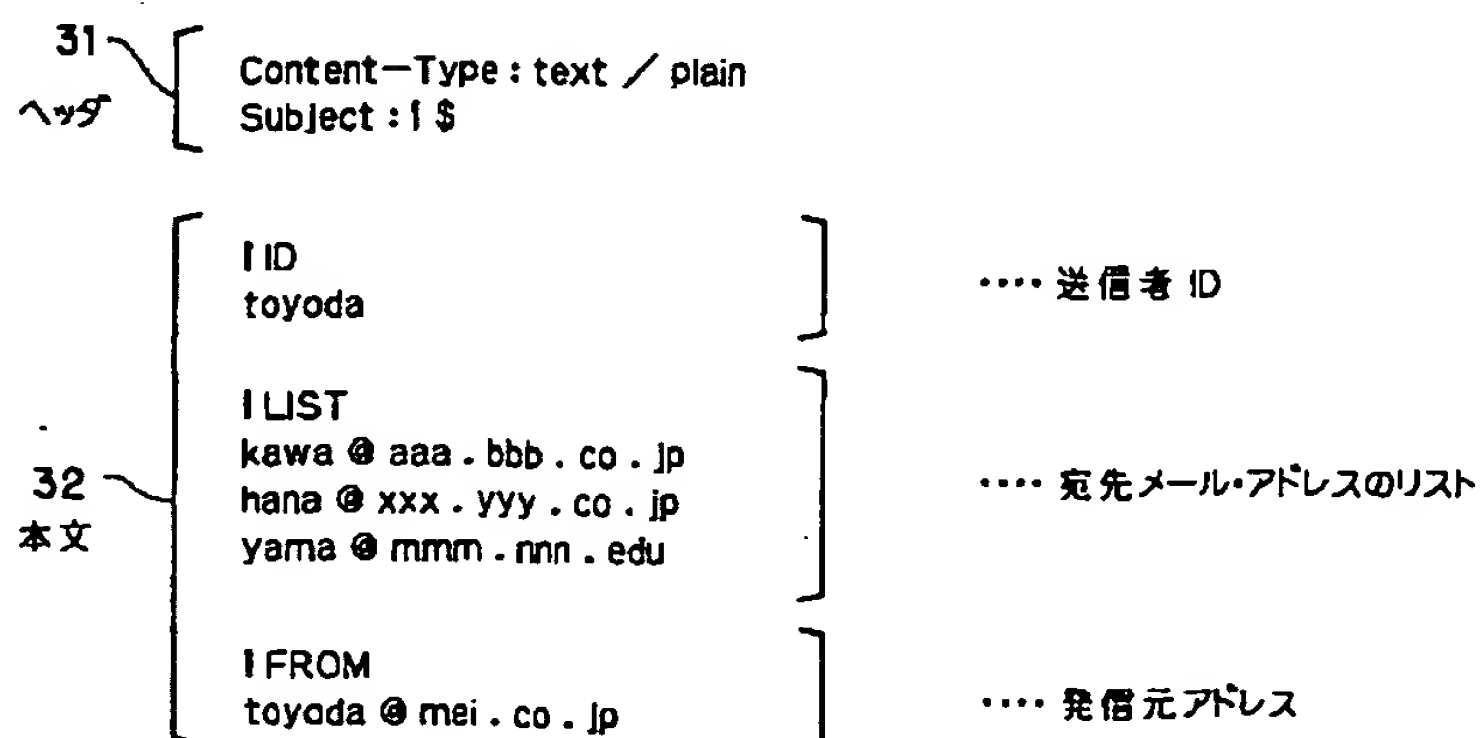 31
ヘッダ
Content-Type : text / plain
Subject : ! $
! ID
toyoda
‥‥ 送信者 ID
32
本文
! LIST
kawa @ aaa . bbb . co . jp
hana @ xxx . yyy . co . jp
yama @ mmm . nnn . edu
‥‥ 宛先メール・アドレスのリスト
! FROM
toyoda @ mei . co . jp
‥‥ 発信元アドレス